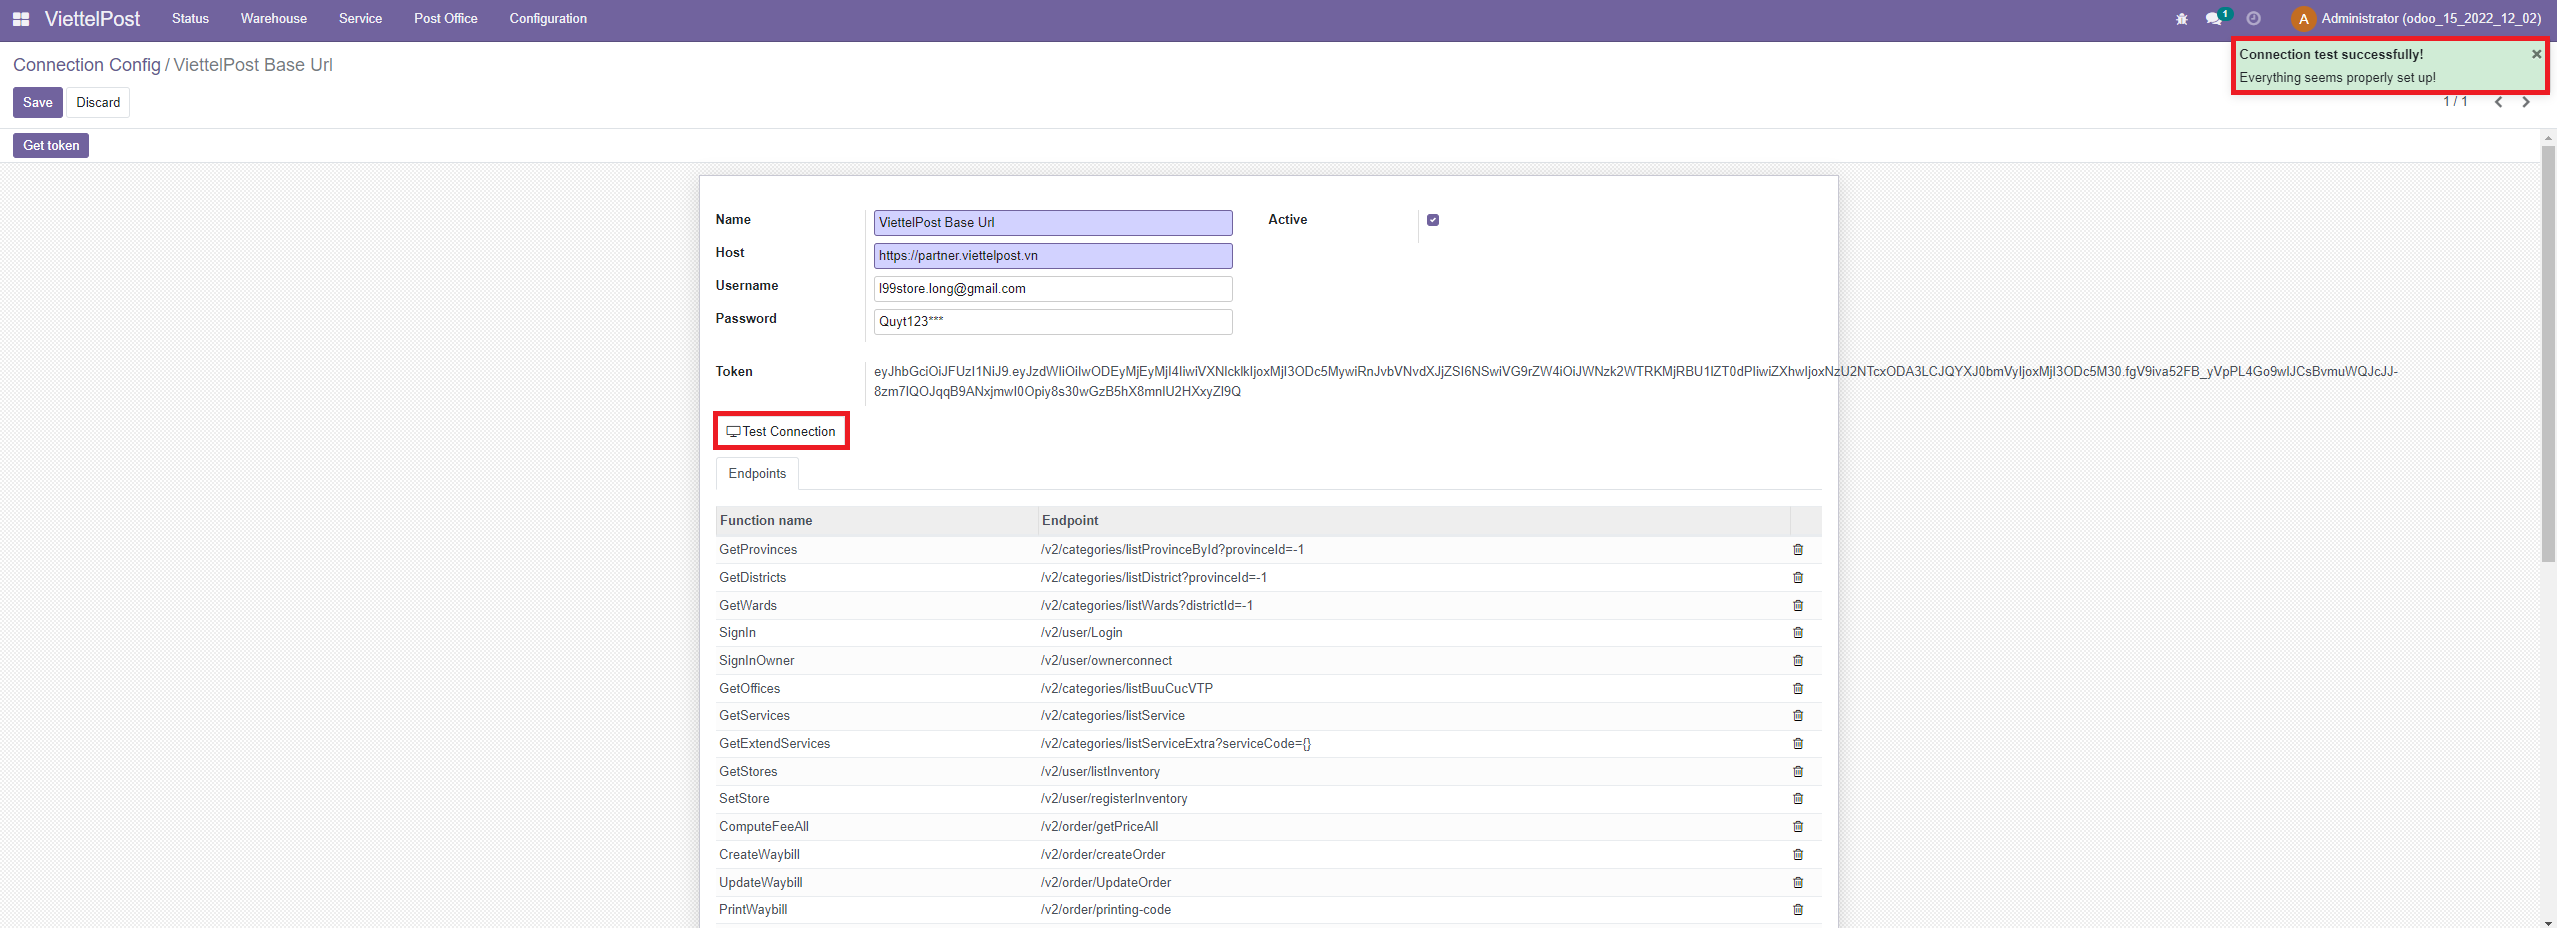 ViettelPost Status Warehouse Service Post Office Configuration 1 A Administrator (odoo_15_2022_12_02)
Connection Config / ViettelPost Base Url
Connection test successfully!
Everything seems properly set up!
Save Discard
1 / 1
Get token
Name ViettelPost Base Url Active
Host https://partner.viettelpost.vn
Username l99store.long@gmail.com
Password Quyt123***
Token
Test Connection
Endpoints
Function name Endpoint
GetProvinces /v2/categories/listProvinceById?provinceId=-1
GetDistricts /v2/categories/listDistrict?provinceId=-1
GetWards /v2/categories/listWards?districtId=-1
SignIn /v2/user/Login
SignInOwner /v2/user/ownerconnect
GetOffices /v2/categories/listBuuCucVTP
GetServices /v2/categories/listService
GetExtendServices /v2/categories/listServiceExtra?serviceCode={}
GetStores /v2/user/listInventory
SetStore /v2/user/registerInventory
ComputeFeeAll /v2/order/getPriceAll
CreateWaybill /v2/order/createOrder
UpdateWaybill /v2/order/UpdateOrder
PrintWaybill /v2/order/printing-code